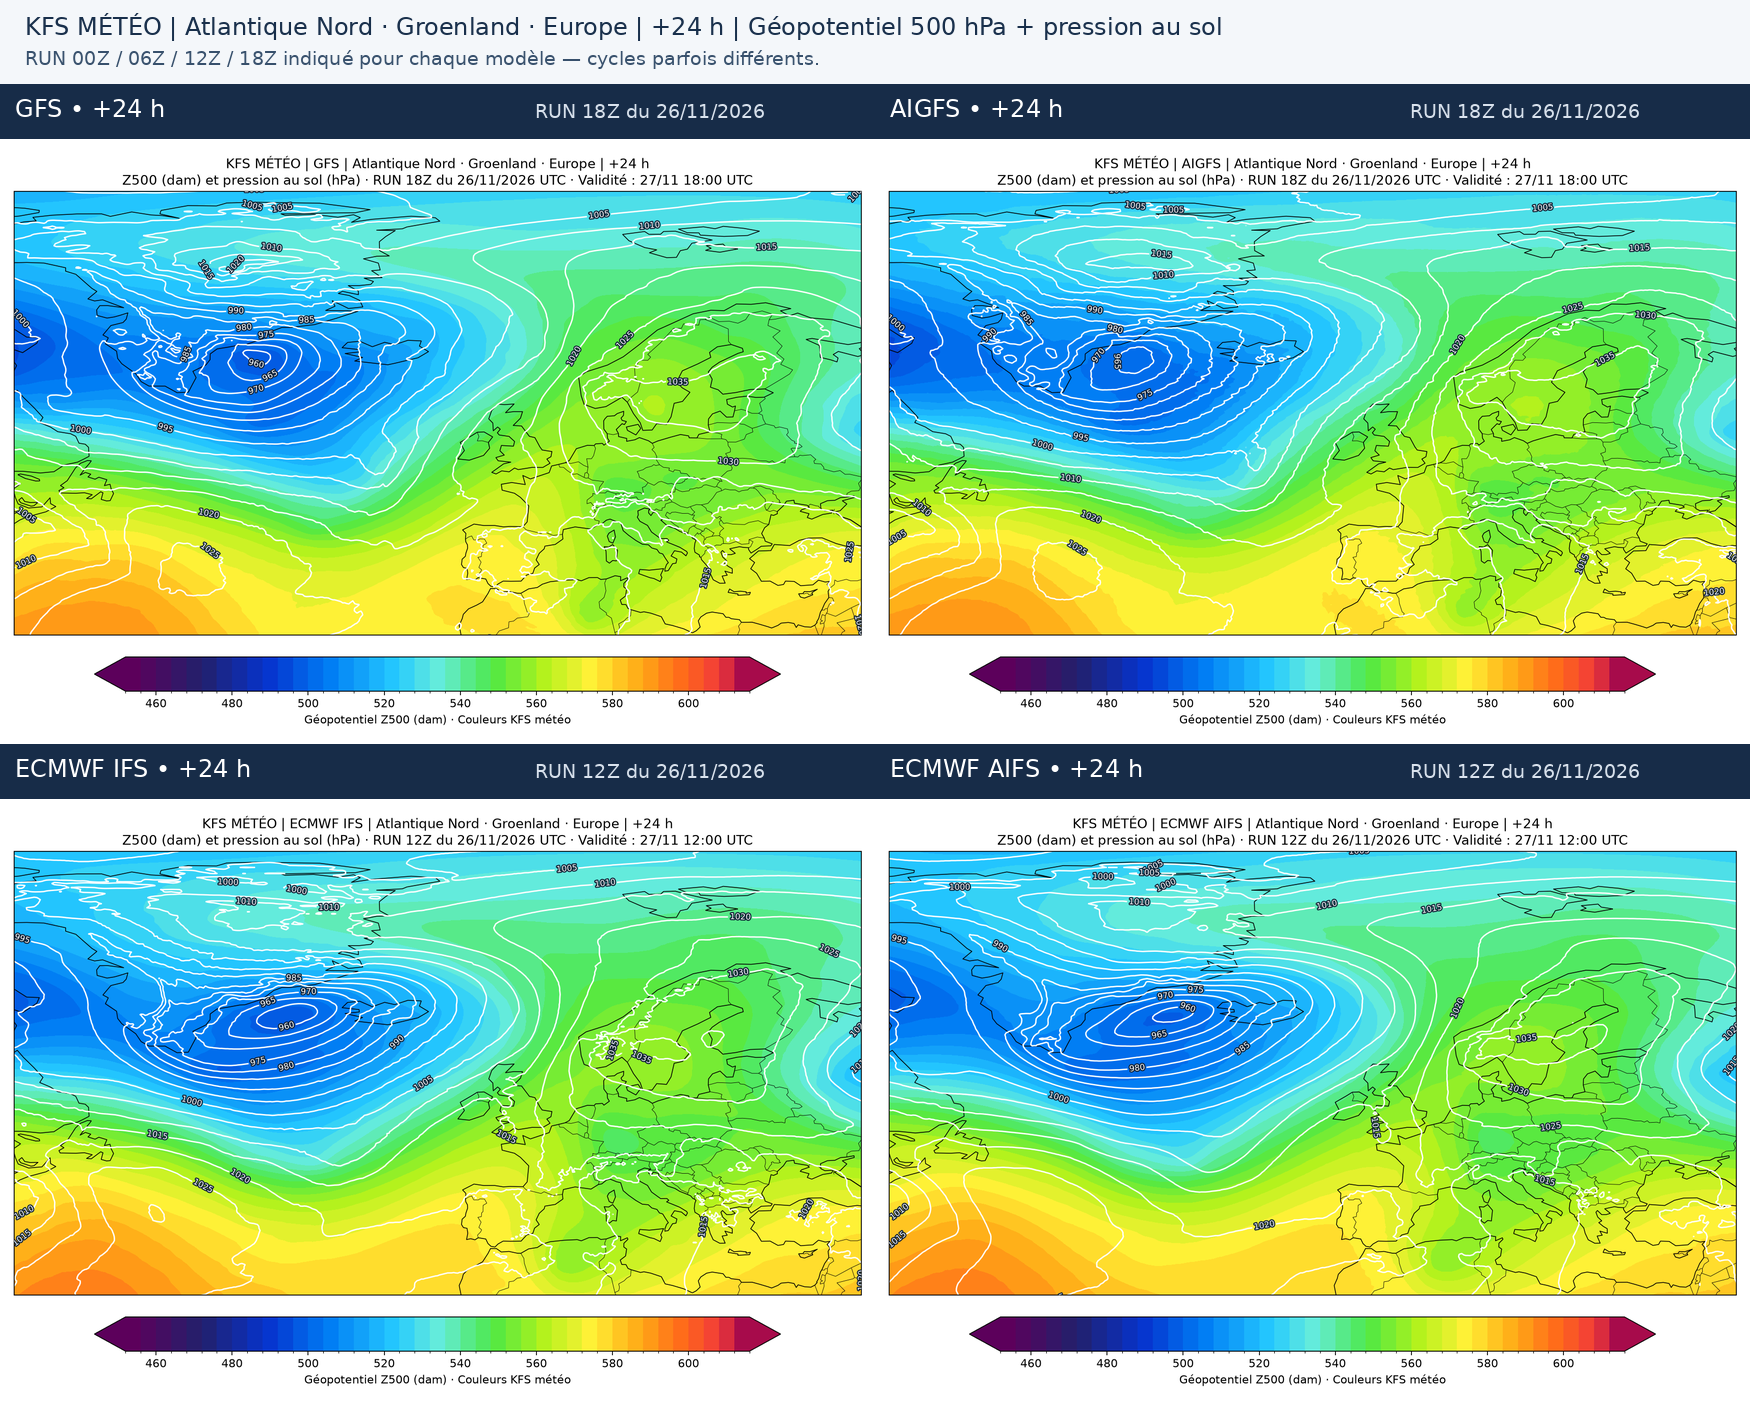 KFS MÉTÉO | Atlantique Nord · Groenland · Europe | +24 h | Géopotentiel 500 hPa + pression au sol
RUN 00Z / 06Z / 12Z / 18Z indiqué pour chaque modèle — cycles parfois différents.
GFS • +24 h
RUN 18Z du 26/11/2026
AIGFS • +24 h
RUN 18Z du 26/11/2026
KFS MÉTÉO | GFS | Atlantique Nord · Groenland · Europe | +24 h
Z500 (dam) et pression au sol (hPa) · RUN 18Z du 26/11/2026 UTC · Validité : 27/11 18:00 UTC
KFS MÉTÉO | AIGFS | Atlantique Nord · Groenland · Europe | +24 h
Z500 (dam) et pression au sol (hPa) · RUN 18Z du 26/11/2026 UTC · Validité : 27/11 18:00 UTC
460 480 500 520 540 560 580 600
Géopotentiel Z500 (dam) · Couleurs KFS météo
460 480 500 520 540 560 580 600
Géopotentiel Z500 (dam) · Couleurs KFS météo
ECMWF IFS • +24 h
RUN 12Z du 26/11/2026
ECMWF AIFS • +24 h
RUN 12Z du 26/11/2026
KFS MÉTÉO | ECMWF IFS | Atlantique Nord · Groenland · Europe | +24 h
Z500 (dam) et pression au sol (hPa) · RUN 12Z du 26/11/2026 UTC · Validité : 27/11 12:00 UTC
KFS MÉTÉO | ECMWF AIFS | Atlantique Nord · Groenland · Europe | +24 h
Z500 (dam) et pression au sol (hPa) · RUN 12Z du 26/11/2026 UTC · Validité : 27/11 12:00 UTC
460 480 500 520 540 560 580 600
Géopotentiel Z500 (dam) · Couleurs KFS météo
460 480 500 520 540 560 580 600
Géopotentiel Z500 (dam) · Couleurs KFS météo